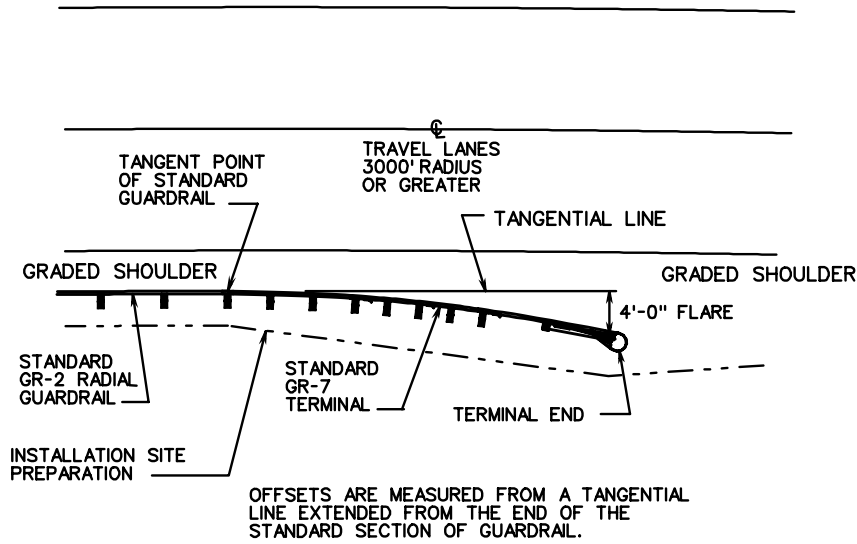 ℄
TRAVEL LANES
3000' RADIUS
OR GREATER
TANGENT POINT
OF STANDARD
GUARDRAIL
TANGENTIAL LINE
GRADED SHOULDER
GRADED SHOULDER
4'-0" FLARE
STANDARD
GR-2 RADIAL
GUARDRAIL
STANDARD
GR-7
TERMINAL
TERMINAL END
INSTALLATION SITE
PREPARATION
OFFSETS ARE MEASURED FROM A TANGENTIAL
LINE EXTENDED FROM THE END OF THE
STANDARD SECTION OF GUARDRAIL.